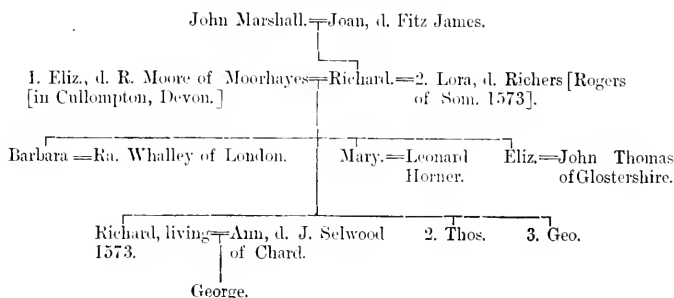 John Marshall.=Joan, d. Fitz James.
1. Eliz., d. R. Moore of Moorhayes=Richard.=2. Lora, d. Richers [Rogers
[in Cullompton, Devon.] of Som. 1573].
Barbara=Ra. Whalley of London. Mary.=Leonard Eliz.=John Thomas
Horner. of Glostershire.
Richard, living=Ann, d. J. Selwood 2. Thos. 3. Geo.
1573. of Chard.
George.